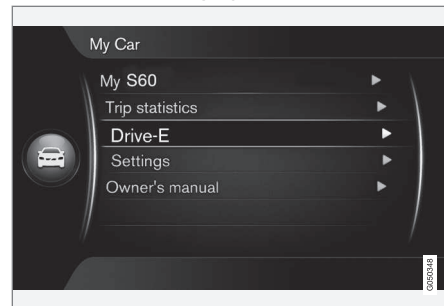 My Car
My S60
Trip statistics
Drive-E
Settings
Owner's manual
G050348